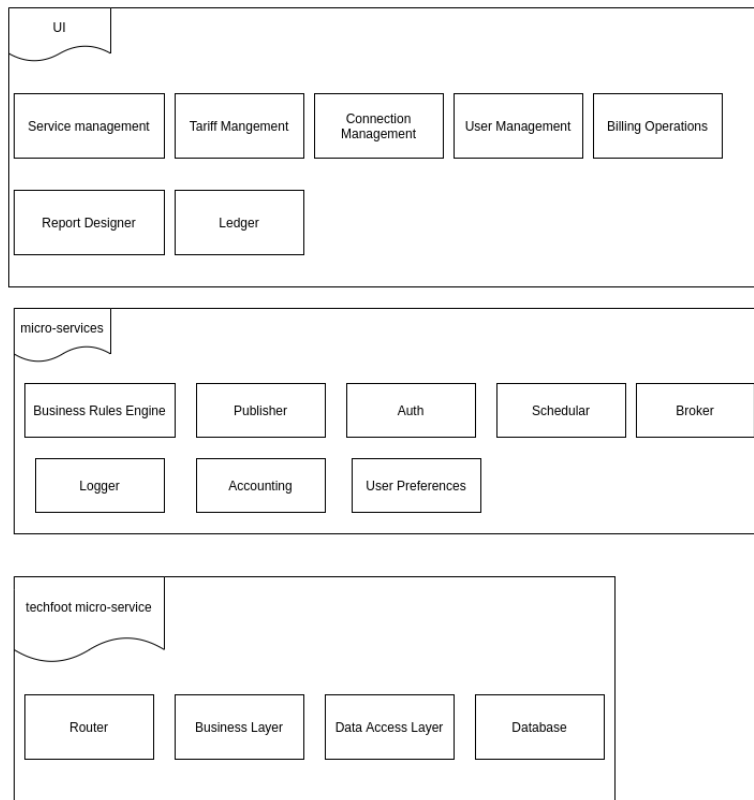 UI
Service management
Tariff Mangement
Connection
Management
User Management
Billing Operations
Report Designer
Ledger
micro-services
Business Rules Engine
Publisher
Auth
Schedular
Broker
Logger
Accounting
User Preferences
techfoot micro-service
Router
Business Layer
Data Access Layer
Database